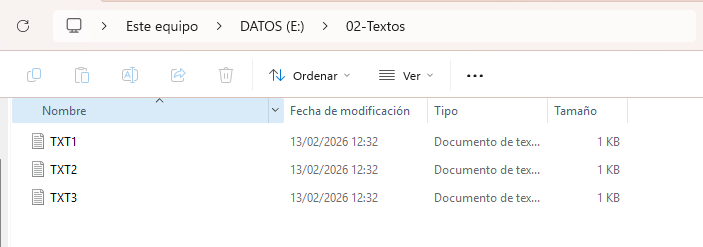 Este equipo > DATOS (E:) > 02-Textos
Ordenar Ver ...
Nombre Fecha de modificación Tipo Tamaño
TXT1 13/02/2026 12:32 Documento de tex... 1 KB
TXT2 13/02/2026 12:32 Documento de tex... 1 KB
TXT3 13/02/2026 12:32 Documento de tex... 1 KB